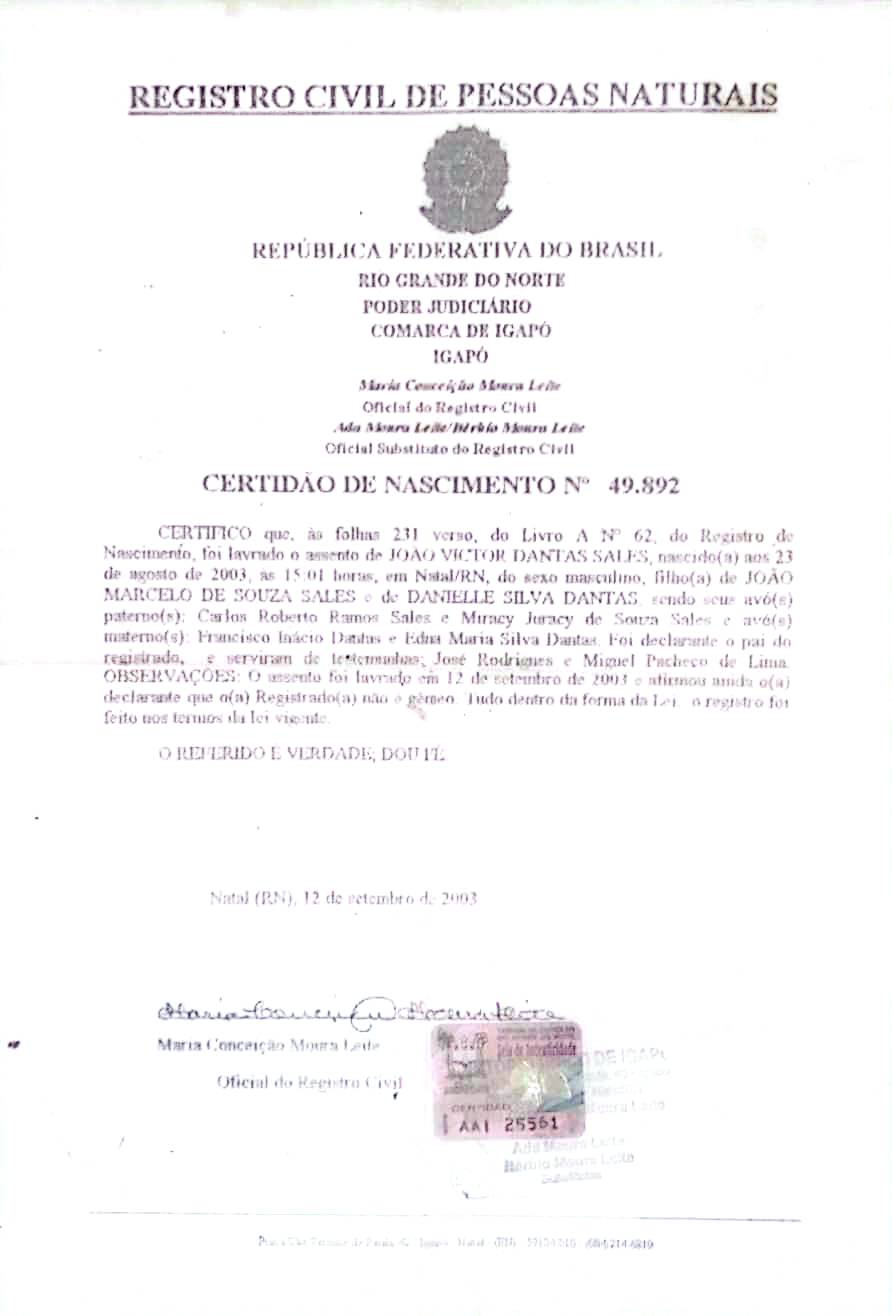 REGISTRO CIVIL DE PESSOAS NATURAIS
REPÚBLICA FEDERATIVA DO BRASIL
RIO GRANDE DO NORTE
PODER JUDICIÁRIO
COMARCA DE IGAPÓ
IGAPÓ
Maria Conceição Moura Leite
Oficial do Registro Civil
Ada Moura Leite/Bérkio Moura Leite
Oficial Substituto do Registro Civil
CERTIDÃO DE NASCIMENTO Nº 49.892
CERTIFICO que, às folhas 231 verso, do Livro A Nº 62, do Registro de
Nascimento, foi lavrado o assento de JOÃO VICTOR DANTAS SALES, nascido(a) aos 23
de agosto de 2003, às 15:01 horas, em Natal/RN, do sexo masculino, filho(a) de JOÃO
MARCELO DE SOUZA SALES e de DANIELLE SILVA DANTAS, sendo seus avó(s)
paterno(s): Carlos Roberto Ramos Sales e Miracy Juracy de Souza Sales e avó(s)
materno(s): Francisco Inácio Dantas e Edna Maria Silva Dantas. Foi declarante o pai do
registrado, e serviram de testemunhas: José Rodrigues e Miguel Pacheco de Lima.
OBSERVAÇÕES: O assento foi lavrado em 12 de setembro de 2003 e afirmou ainda o(a)
declarante que o(a) Registrado(a) não é gêmeo. Tudo dentro da forma da Lei. o registro foi
feito nos termos da lei vigente.
O REFERIDO É VERDADE; DOU FÉ.
Natal (RN), 12 de setembro de 2003
Maria Conceição Moura Leite
Maria Conceição Moura Leite
Oficial do Registro Civil
Selo de Autenticidade
CERTIDÃO
AAI 25561
DE IGAPÓ
Moura Leite
Ada Moura Leite
Moura Leite
Substitutos
Natal (RN)